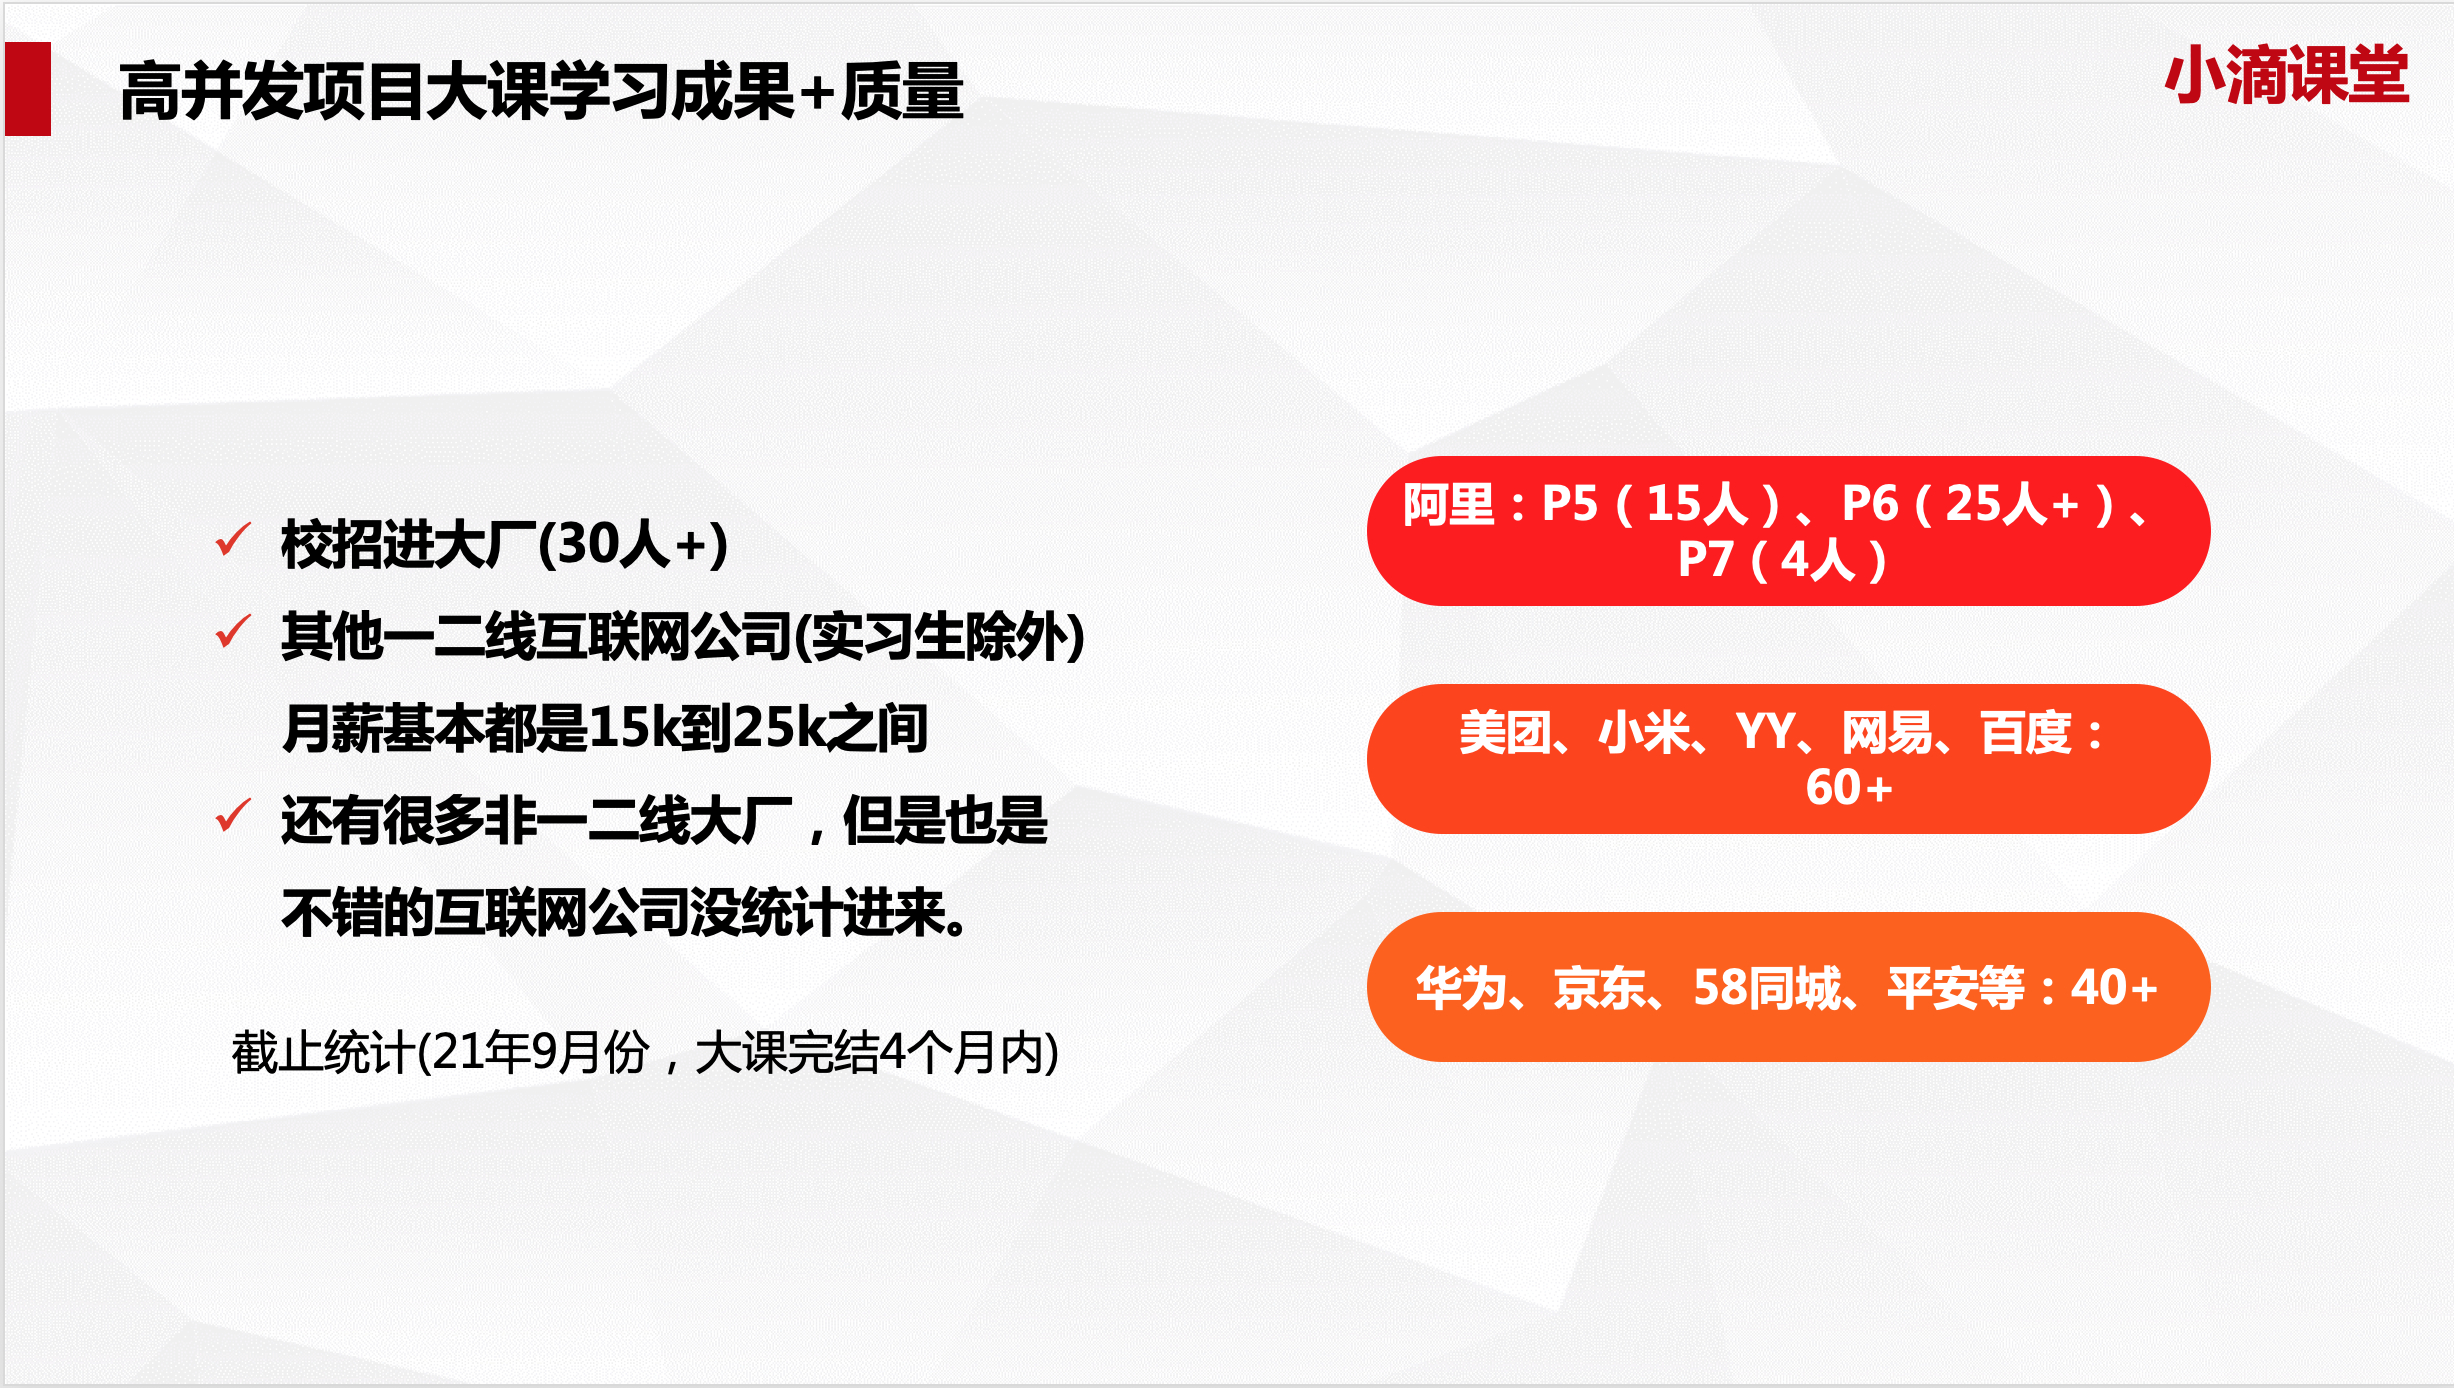 高并发项目大课学习成果+质量
小滴课堂
校招进大厂(30人+)
其他一二线互联网公司(实习生除外)
月薪基本都是15k到25k之间
还有很多非一二线大厂，但是也是
不错的互联网公司没统计进来。
截止统计(21年9月份，大课完结4个月内)
阿里：P5（15人）、P6（25人+）、
P7（4人）
美团、小米、YY、网易、百度：
60+
华为、京东、58同城、平安等：40+